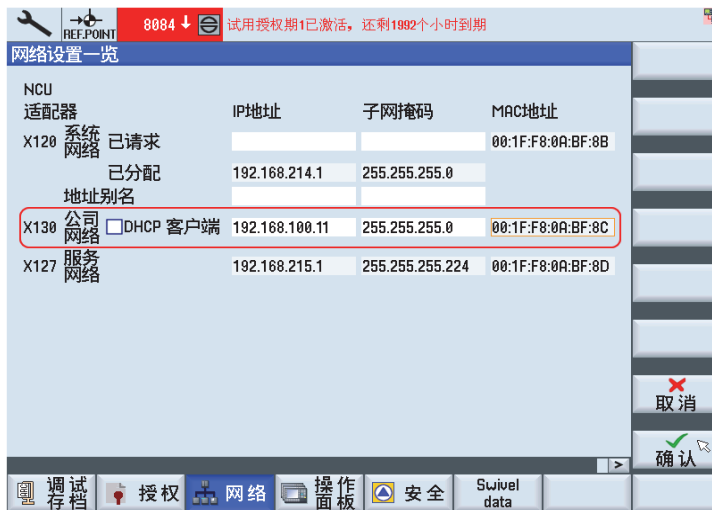 REF.POINT
8084 ↓ 试用授权期1已激活，还剩1992个小时到期
网络设置一览
NCU
适配器 IP地址 子网掩码 MAC地址
X120 系统网络 已请求 00:1F:F8:0A:BF:8B
已分配 192.168.214.1 255.255.255.0
地址别名
X130 公司网络 DHCP 客户端 192.168.100.11 255.255.255.0 00:1F:F8:0A:BF:8C
X127 服务网络 192.168.215.1 255.255.255.224 00:1F:F8:0A:BF:8D
取消
确认
>
调试存档 授权 网络 操作面板 安全 Swivel data